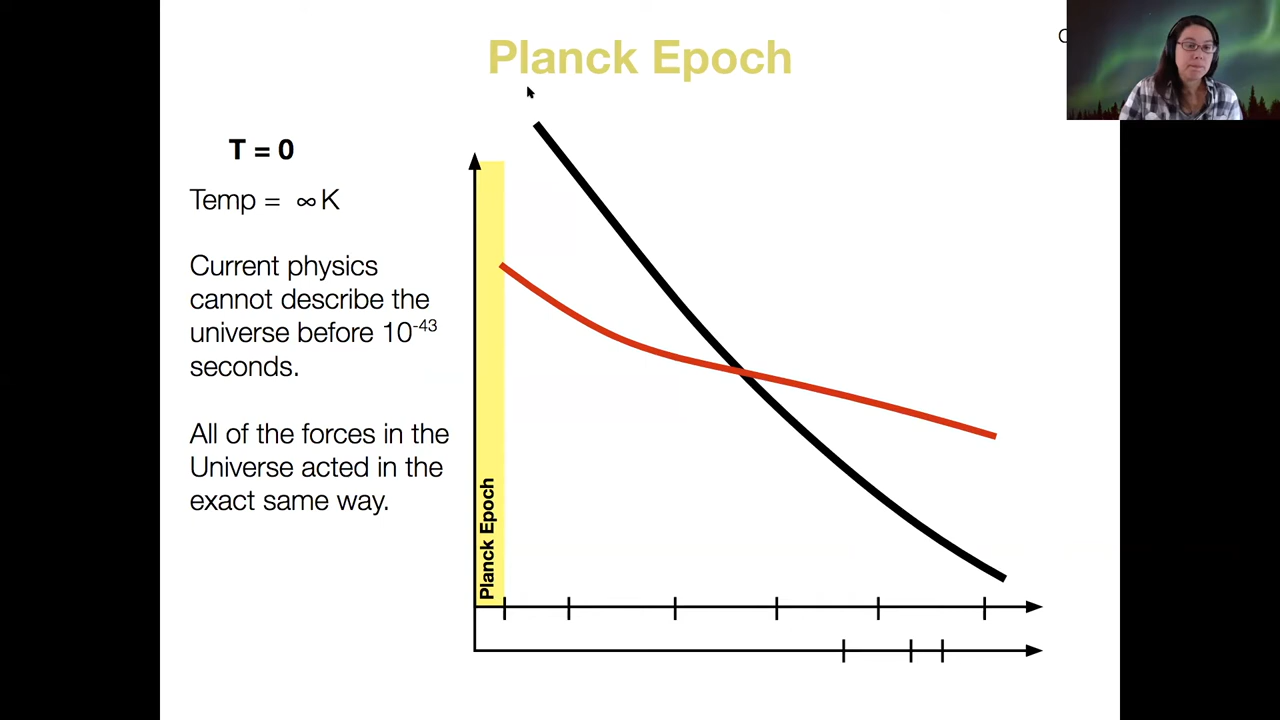 Planck Epoch
T = 0
Temp = ∞ K
Current physics
cannot describe the
universe before 10⁻⁴³
seconds.
All of the forces in the
Universe acted in the
exact same way.
Planck Epoch